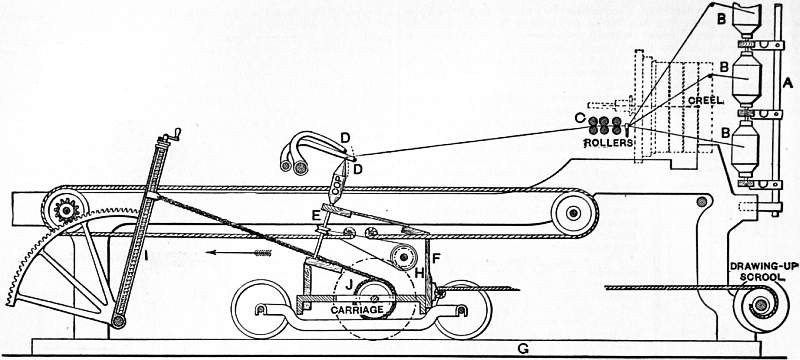 B
B
A
CREEL
C
B
ROLLERS
D
D
E
I
H
F
J
CARRIAGE
DRAWING-UP
SCROOL
G